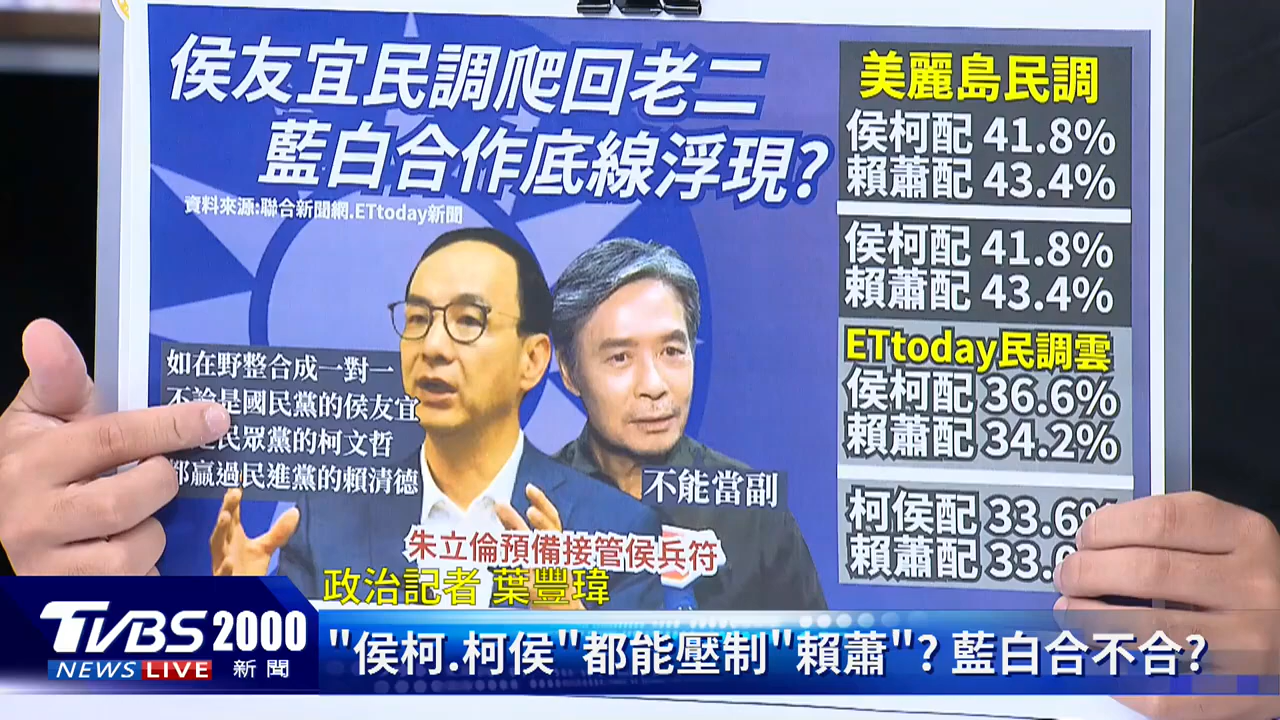 侯友宜民調爬回老二
藍白合作底線浮現?
資料來源:聯合新聞網.ETtoday新聞
如在野整合成一對一
不論是國民黨的侯友宜
民眾黨的柯文哲
都贏過民進黨的賴清德
不能當副
朱立倫預備接管侯兵符
美麗島民調
侯柯配 41.8%
賴蕭配 43.4%
侯柯配 41.8%
賴蕭配 43.4%
ETtoday民調雲
侯柯配 36.6%
賴蕭配 34.2%
柯侯配 33.6%
賴蕭配 33.
政治記者 葉豐瑋
TVBS 2000
NEWS LIVE 新聞
"侯柯.柯侯"都能壓制"賴蕭"? 藍白合不合?